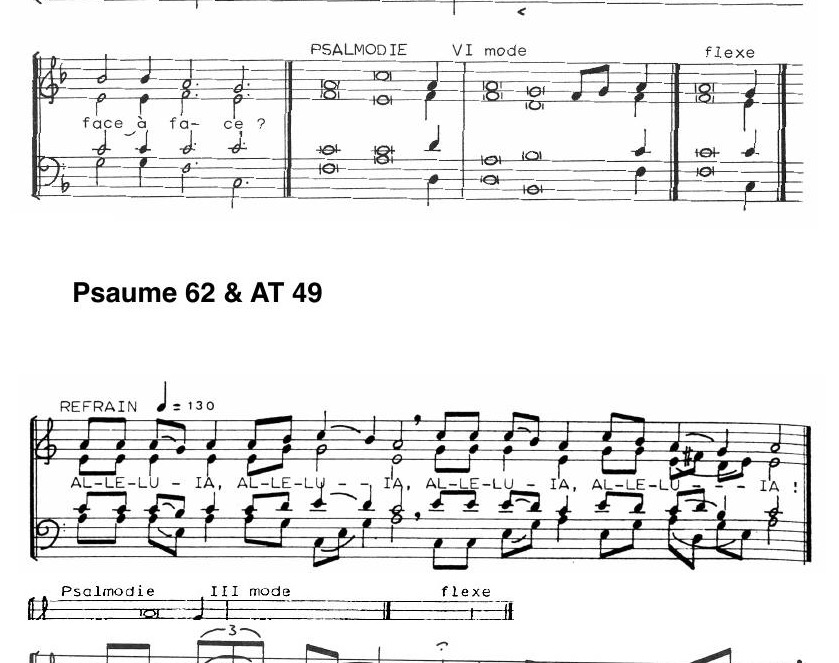 PSALMODIE VI mode flexe
face à fa- ce ?
Psaume 62 & AT 49
REFRAIN ♩ = 130
AL-LE-LU - IA, AL-LE-LU - - IA, AL-LE-LU - IA, AL-LE-LU - - - IA !
Psalmodie III mode flexe
3